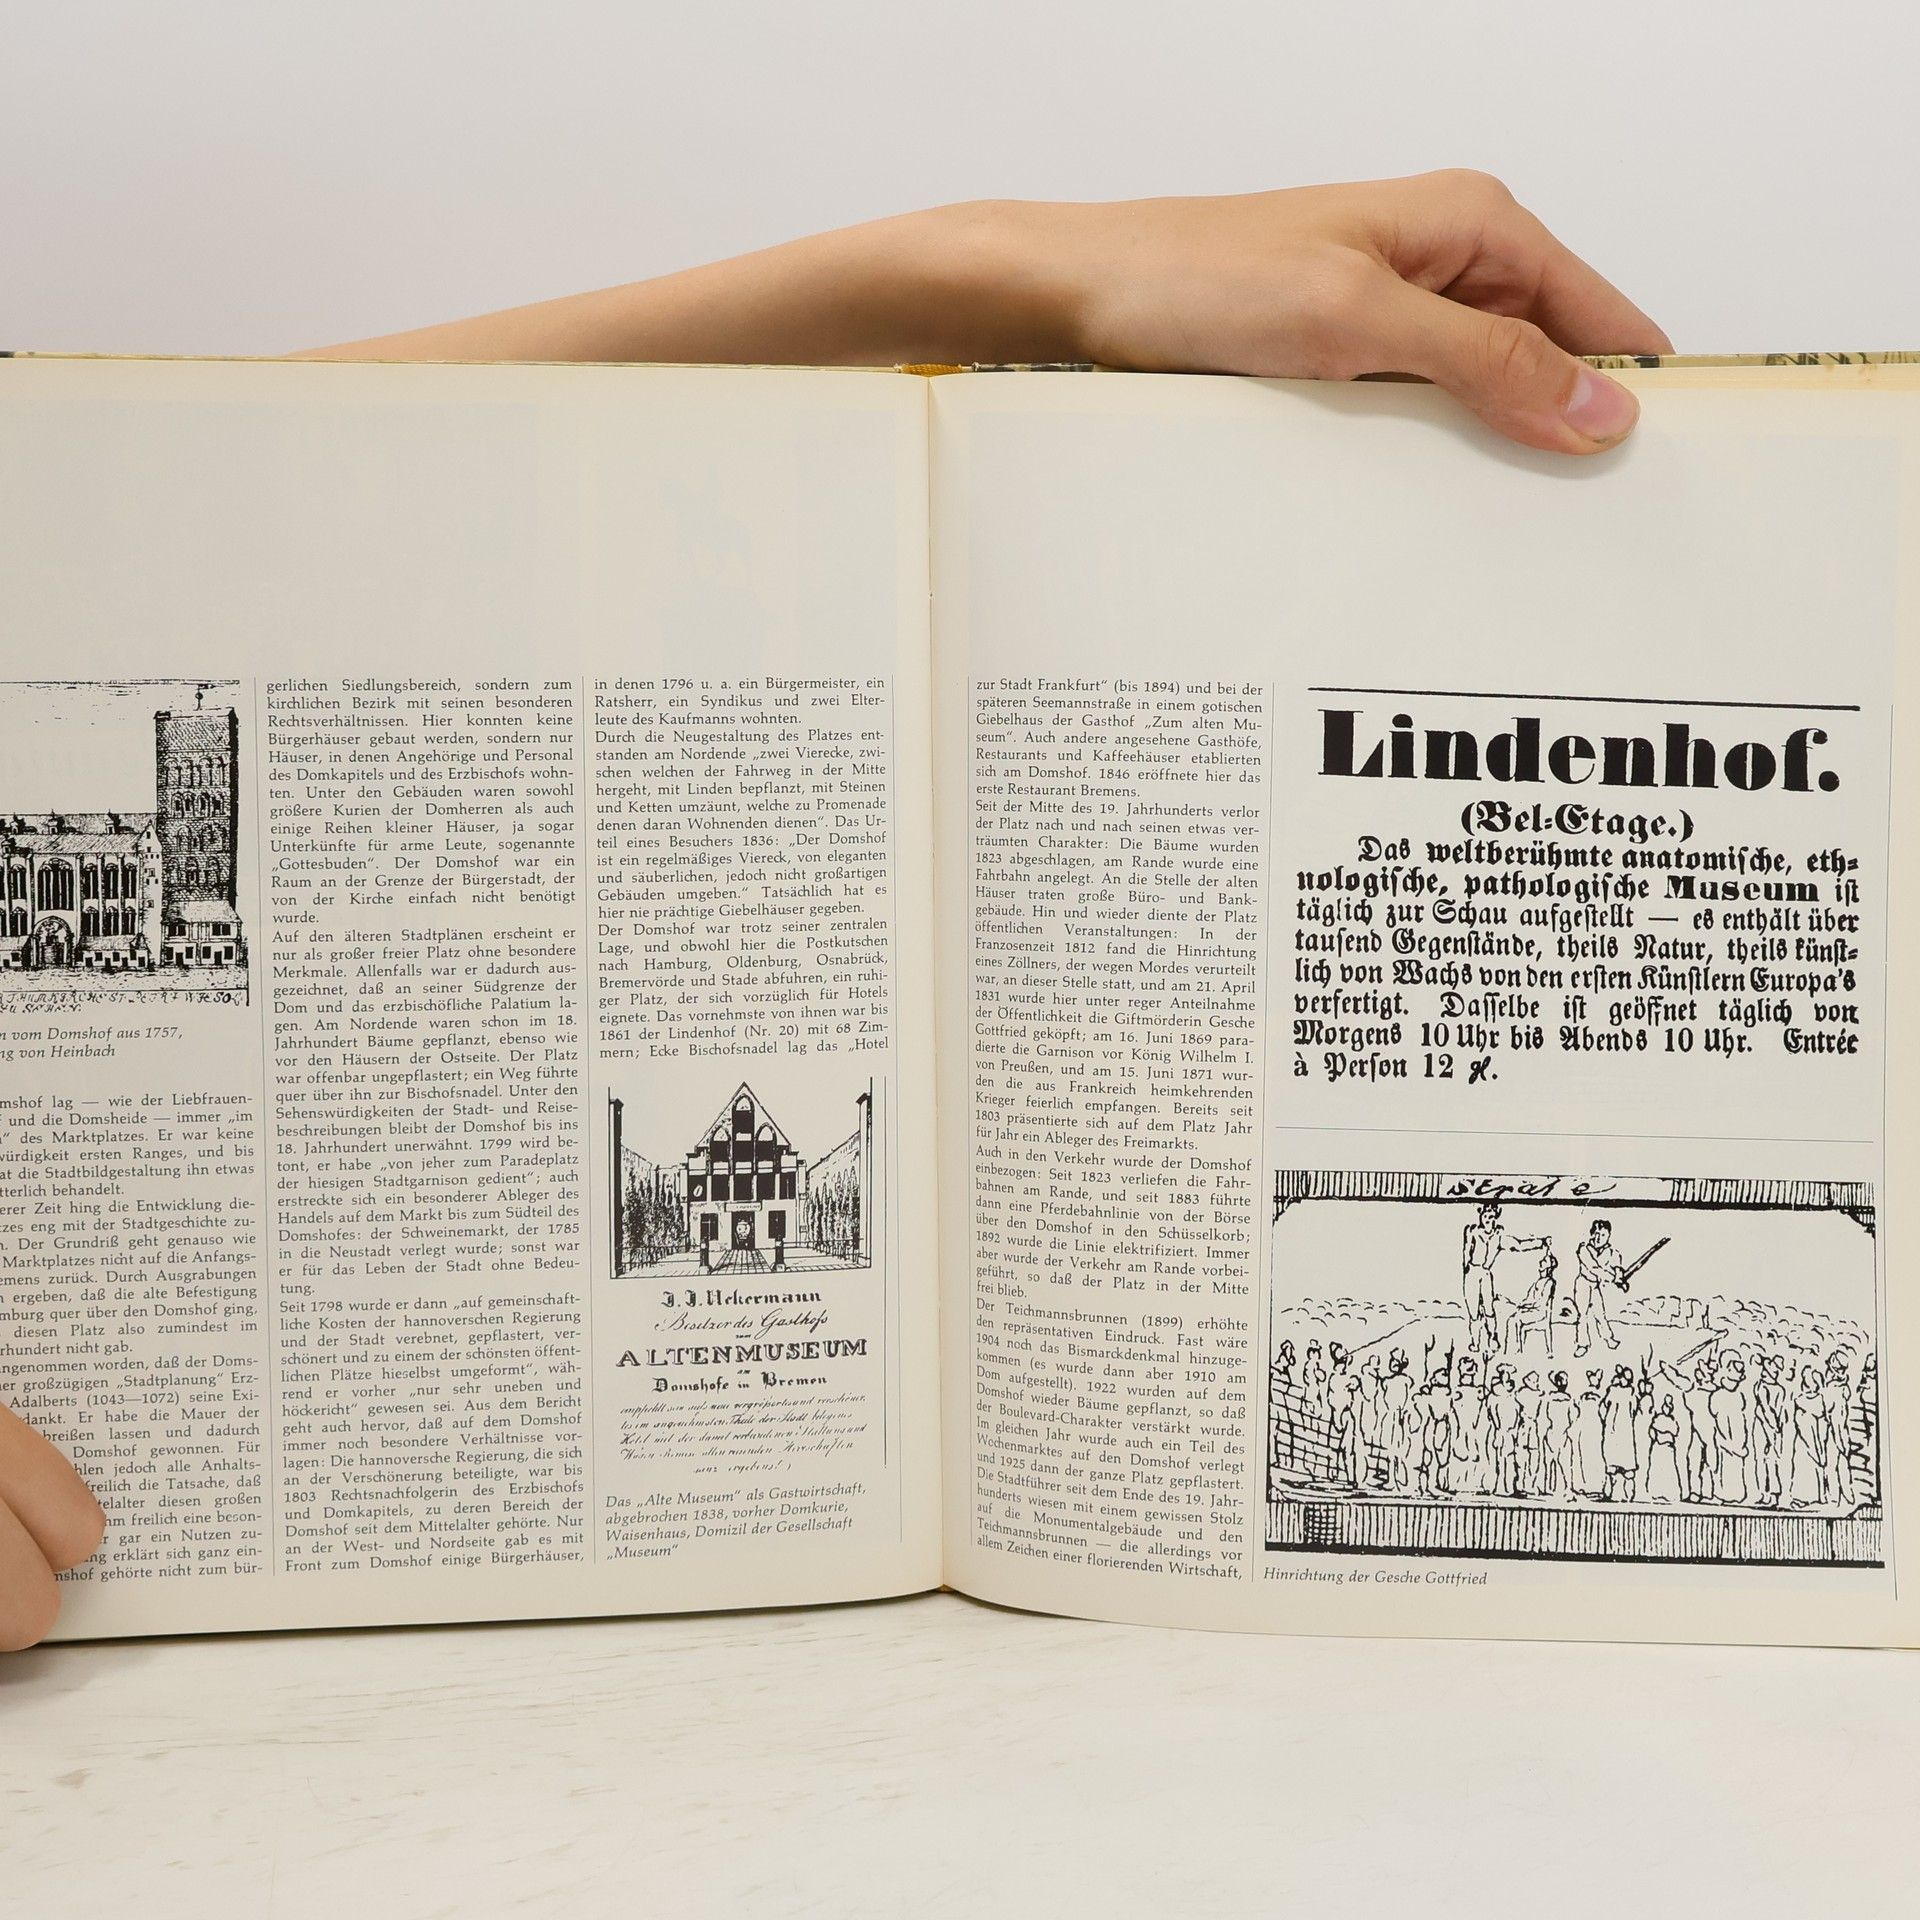 m vom Domshof aus 1757,
ng von Heinbach
mshof lag — wie der Liebfrauen-
f und die Domsheide — immer „im
“ des Marktplatzes. Er war keine
würdigkeit ersten Ranges, und bis
at die Stadtbildgestaltung ihn etwas
tterlich behandelt.
erer Zeit hing die Entwicklung die-
tzes eng mit der Stadtgeschichte zu-
n. Der Grundriß geht genauso wie
Marktplatzes nicht auf die Anfangs-
emens zurück. Durch Ausgrabungen
n ergeben, daß die alte Befestigung
mburg quer über den Domshof ging,
diesen Platz also zumindest im
rhundert nicht gab.
ngenommen worden, daß der Doms-
ner großzügigen „Stadtplanung“ Erz-
Adalberts (1043—1072) seine Exi-
dankt. Er habe die Mauer der
breißen lassen und dadurch
Domshof gewonnen. Für
hlen jedoch alle Anhalts-
freilich die Tatsache, daß
telalter diesen großen
hm freilich eine beson-
r gar ein Nutzen zu-
ng erklärt sich ganz ein-
mshof gehörte nicht zum bür-
gerlichen Siedlungsbereich, sondern zum
kirchlichen Bezirk mit seinen besonderen
Rechtsverhältnissen. Hier konnten keine
Bürgerhäuser gebaut werden, sondern nur
Häuser, in denen Angehörige und Personal
des Domkapitels und des Erzbischofs wohn-
ten. Unter den Gebäuden waren sowohl
größere Kurien der Domherren als auch
einige Reihen kleiner Häuser, ja sogar
Unterkünfte für arme Leute, sogenannte
„Gottesbuden“. Der Domshof war ein
Raum an der Grenze der Bürgerstadt, der
von der Kirche einfach nicht benötigt
wurde.
Auf den älteren Stadtplänen erscheint er
nur als großer freier Platz ohne besondere
Merkmale. Allenfalls war er dadurch aus-
gezeichnet, daß an seiner Südgrenze der
Dom und das erzbischöfliche Palatium la-
gen. Am Nordende waren schon im 18.
Jahrhundert Bäume gepflanzt, ebenso wie
vor den Häusern der Ostseite. Der Platz
war offenbar ungepflastert; ein Weg führte
quer über ihn zur Bischofsnadel. Unter den
Sehenswürdigkeiten der Stadt- und Reise-
beschreibungen bleibt der Domshof bis ins
18. Jahrhundert unerwähnt. 1799 wird be-
tont, er habe „von jeher zum Paradeplatz
der hiesigen Stadtgarnison gedient“; auch
erstreckte sich ein besonderer Ableger des
Handels auf dem Markt bis zum Südteil des
Domshofes: der Schweinemarkt, der 1785
in die Neustadt verlegt wurde; sonst war
er für das Leben der Stadt ohne Bedeu-
tung.
Seit 1798 wurde er dann „auf gemeinschaft-
liche Kosten der hannoverschen Regierung
und der Stadt verebnet, gepflastert, ver-
schönert und zu einem der schönsten öffent-
lichen Plätze hieselbst umgeformt“, wäh-
rend er vorher „nur sehr uneben und
höckericht“ gewesen sei. Aus dem Bericht
geht auch hervor, daß auf dem Domshof
immer noch besondere Verhältnisse vor-
lagen: Die hannoversche Regierung, die sich
an der Verschönerung beteiligte, war bis
1803 Rechtsnachfolgerin des Erzbischofs
und Domkapitels, zu deren Bereich der
Domshof seit dem Mittelalter gehörte. Nur
an der West- und Nordseite gab es mit
Front zum Domshof einige Bürgerhäuser,
in denen 1796 u. a. ein Bürgermeister, ein
Ratsherr, ein Syndikus und zwei Elter-
leute des Kaufmanns wohnten.
Durch die Neugestaltung des Platzes ent-
standen am Nordende „zwei Vierecke, zwi-
schen welchen der Fahrweg in der Mitte
hergeht, mit Linden bepflanzt, mit Steinen
und Ketten umzäunt, welche zu Promenade
denen daran Wohnenden dienen“. Das Ur-
teil eines Besuchers 1836: „Der Domshof
ist ein regelmäßiges Viereck, von eleganten
und säuberlichen, jedoch nicht großartigen
Gebäuden umgeben.“ Tatsächlich hat es
hier nie prächtige Giebelhäuser gegeben.
Der Domshof war trotz seiner zentralen
Lage, und obwohl hier die Postkutschen
nach Hamburg, Oldenburg, Osnabrück,
Bremervörde und Stade abfuhren, ein ruhi-
ger Platz, der sich vorzüglich für Hotels
eignete. Das vornehmste von ihnen war bis
1861 der Lindenhof (Nr. 20) mit 68 Zim-
mern; Ecke Bischofsnadel lag das „Hotel
J. J. Uckermann
Besitzer des Gasthofs
zum
ALTENMUSEUM
am
Domshofe in Bremen
Das „Alte Museum“ als Gastwirtschaft,
abgebrochen 1838, vorher Domkurie,
Waisenhaus, Domizil der Gesellschaft
„Museum“
zur Stadt Frankfurt“ (bis 1894) und bei der
späteren Seemannstraße in einem gotischen
Giebelhaus der Gasthof „Zum alten Mu-
seum“. Auch andere angesehene Gasthöfe,
Restaurants und Kaffeehäuser etablierten
sich am Domshof. 1846 eröffnete hier das
erste Restaurant Bremens.
Seit der Mitte des 19. Jahrhunderts verlor
der Platz nach und nach seinen etwas ver-
träumten Charakter: Die Bäume wurden
1823 abgeschlagen, am Rande wurde eine
Fahrbahn angelegt. An die Stelle der alten
Häuser traten große Büro- und Bank-
gebäude. Hin und wieder diente der Platz
öffentlichen Veranstaltungen: In der
Franzosenzeit 1812 fand die Hinrichtung
eines Zöllners, der wegen Mordes verurteilt
war, an dieser Stelle statt, und am 21. April
1831 wurde hier unter reger Anteilnahme
der Öffentlichkeit die Giftmörderin Gesche
Gottfried geköpft; am 16. Juni 1869 para-
dierte die Garnison vor König Wilhelm I.
von Preußen, und am 15. Juni 1871 wur-
den die aus Frankreich heimkehrenden
Krieger feierlich empfangen. Bereits seit
1803 präsentierte sich auf dem Platz Jahr
für Jahr ein Ableger des Freimarkts.
Auch in den Verkehr wurde der Domshof
einbezogen: Seit 1823 verliefen die Fahr-
bahnen am Rande, und seit 1883 führte
dann eine Pferdebahnlinie von der Börse
über den Domshof in den Schüsselkorb;
1892 wurde die Linie elektrifiziert. Immer
aber wurde der Verkehr am Rande vorbei-
geführt, so daß der Platz in der Mitte
frei blieb.
Der Teichmannsbrunnen (1899) erhöhte
den repräsentativen Eindruck. Fast wäre
1904 noch das Bismarckdenkmal hinzuge-
kommen (es wurde dann aber 1910 am
Dom aufgestellt). 1922 wurden auf dem
Domshof wieder Bäume gepflanzt, so daß
der Boulevard-Charakter verstärkt wurde.
Im gleichen Jahr wurde auch ein Teil des
Wochenmarktes auf den Domshof verlegt
und 1925 dann der ganze Platz gepflastert.
Die Stadtführer seit dem Ende des 19. Jahr-
hunderts wiesen mit einem gewissen Stolz
auf die Monumentalgebäude und den
Teichmannsbrunnen — die allerdings vor
allem Zeichen einer florierenden Wirtschaft,
Lindenhof.
(Bel-Etage.)
Das weltberühmte anatomische, eth-
nologische, pathologische Museum ist
täglich zur Schau aufgestellt — es enthält über
tausend Gegenstände, theils Natur, theils künst-
lich von Wachs von den ersten Künstlern Europa's
verfertigt. Dasselbe ist geöffnet täglich von
Morgens 10 Uhr bis Abends 10 Uhr. Entrée
à Person 12 gl.
Hinrichtung der Gesche Gottfried